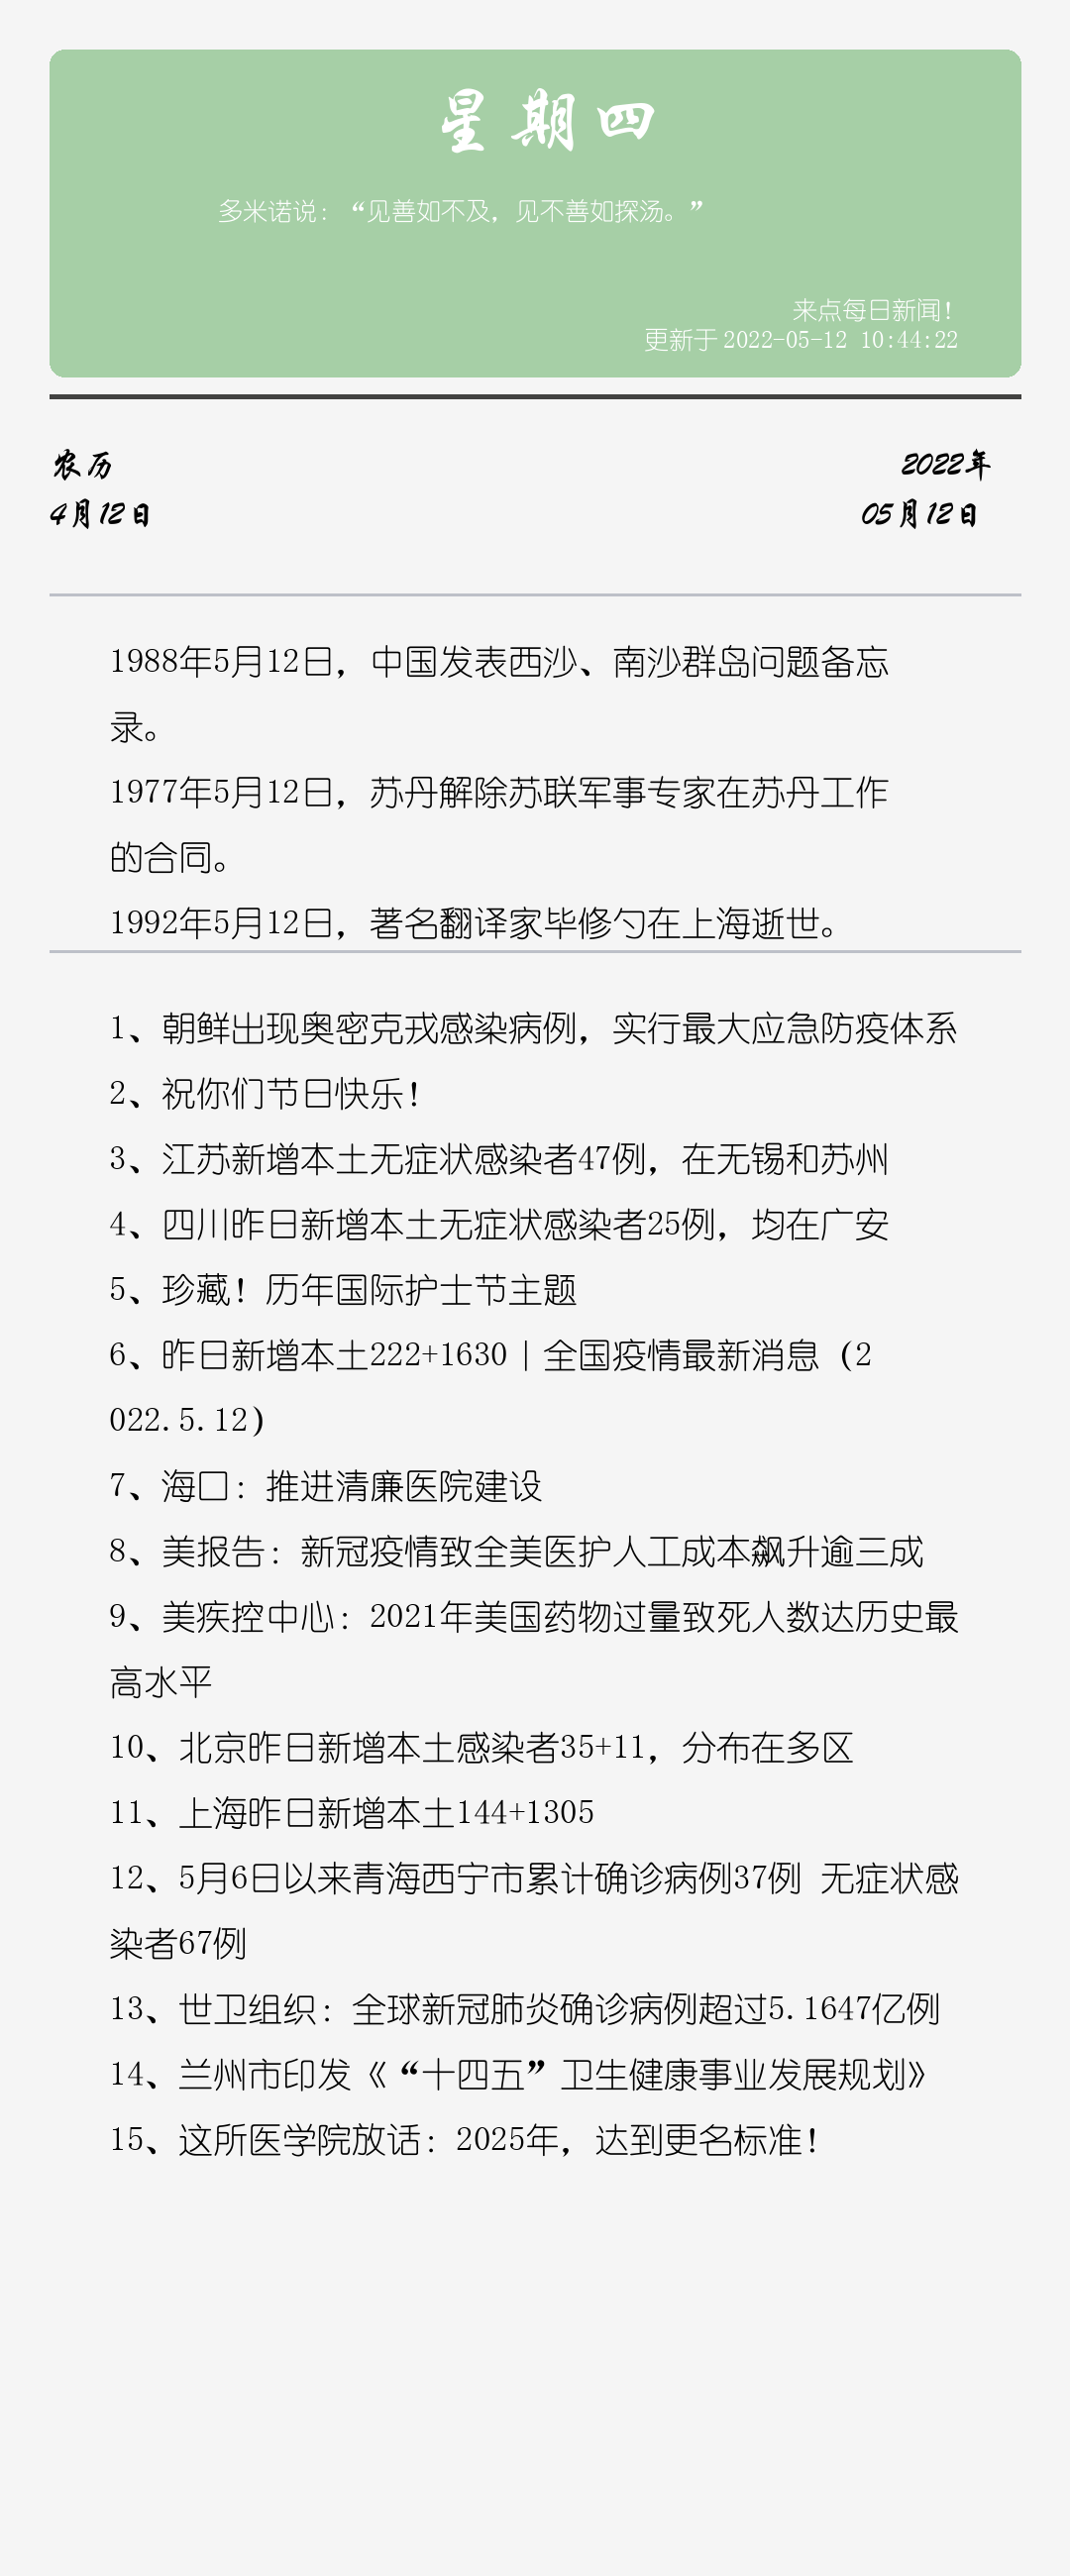 星期四
多米诺说：“见善如不及，见不善如探汤。”
来点每日新闻！
更新于 2022-05-12 10:44:22
农历
2022年
4月12日
05月12日
1988年5月12日，中国发表西沙、南沙群岛问题备忘
录。
1977年5月12日，苏丹解除苏联军事专家在苏丹工作
的合同。
1992年5月12日，著名翻译家毕修勺在上海逝世。
1、朝鲜出现奥密克戎感染病例，实行最大应急防疫体系
2、祝你们节日快乐！
3、江苏新增本土无症状感染者47例，在无锡和苏州
4、四川昨日新增本土无症状感染者25例，均在广安
5、珍藏！历年国际护士节主题
6、昨日新增本土222+1630｜全国疫情最新消息（2
022.5.12）
7、海口：推进清廉医院建设
8、美报告：新冠疫情致全美医护人工成本飙升逾三成
9、美疾控中心：2021年美国药物过量致死人数达历史最
高水平
10、北京昨日新增本土感染者35+11，分布在多区
11、上海昨日新增本土144+1305
12、5月6日以来青海西宁市累计确诊病例37例 无症状感
染者67例
13、世卫组织：全球新冠肺炎确诊病例超过5.1647亿例
14、兰州市印发《“十四五”卫生健康事业发展规划》
15、这所医学院放话：2025年，达到更名标准！